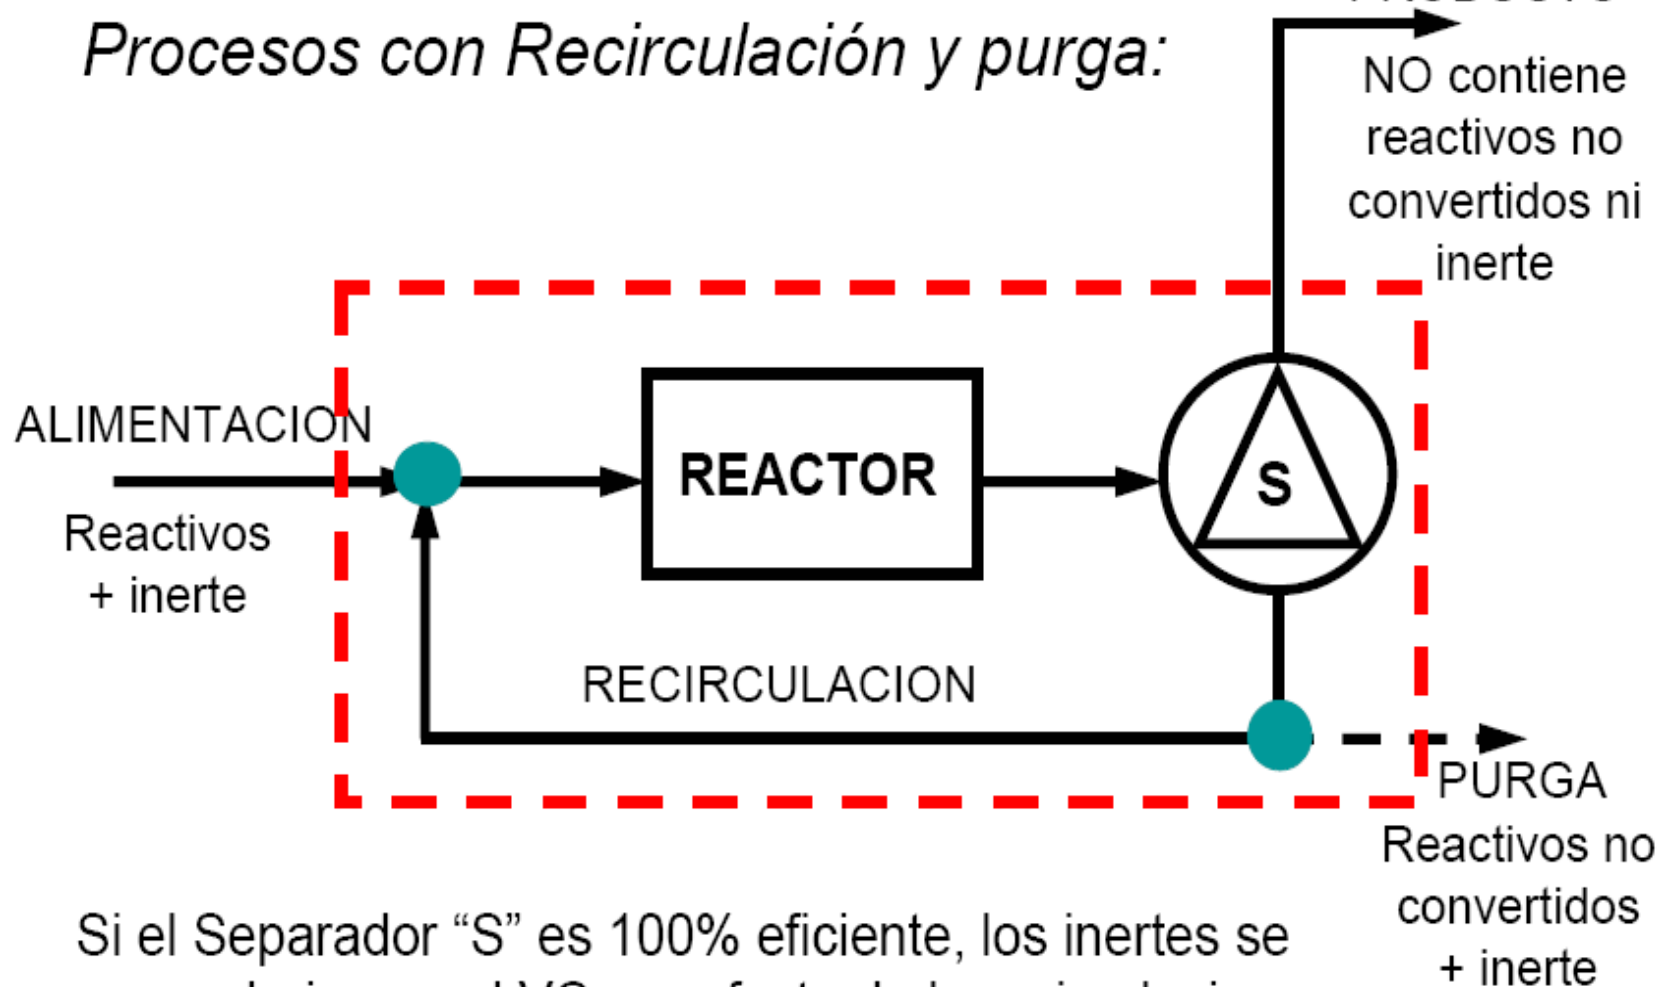 Procesos con Recirculación y purga:
NO contiene
reactivos no
convertidos ni
inerte
ALIMENTACION
Reactivos
+ inerte
REACTOR
S
RECIRCULACION
PURGA
Reactivos no
convertidos
+ inerte
Si el Separador “S” es 100% eficiente, los inertes se